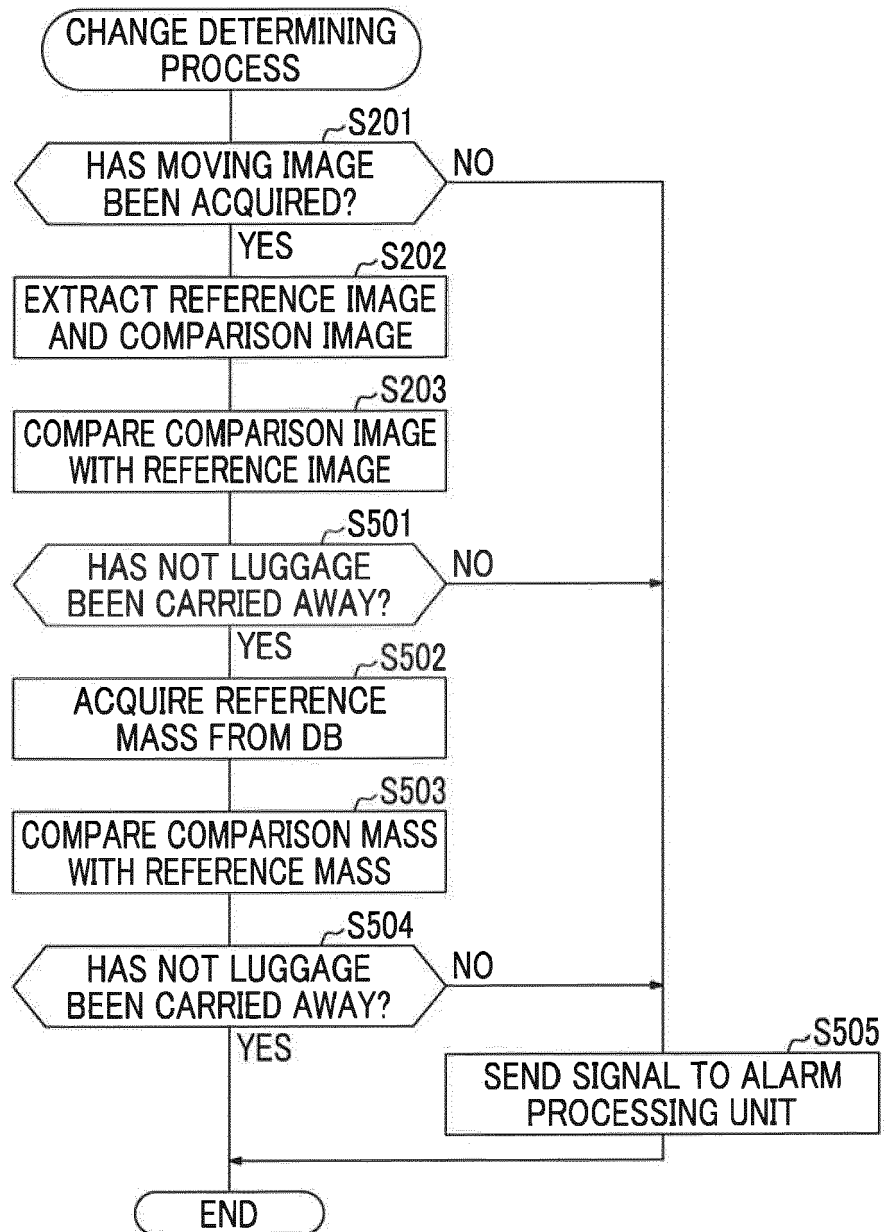 CHANGE DETERMINING
PROCESS
S201
HAS MOVING IMAGE
BEEN ACQUIRED?
NO
YES
S202
EXTRACT REFERENCE IMAGE
AND COMPARISON IMAGE
S203
COMPARE COMPARISON IMAGE
WITH REFERENCE IMAGE
S501
HAS NOT LUGGAGE
BEEN CARRIED AWAY?
NO
YES
S502
ACQUIRE REFERENCE
MASS FROM DB
S503
COMPARE COMPARISON MASS
WITH REFERENCE MASS
S504
HAS NOT LUGGAGE
BEEN CARRIED AWAY?
NO
YES
S505
SEND SIGNAL TO ALARM
PROCESSING UNIT
END